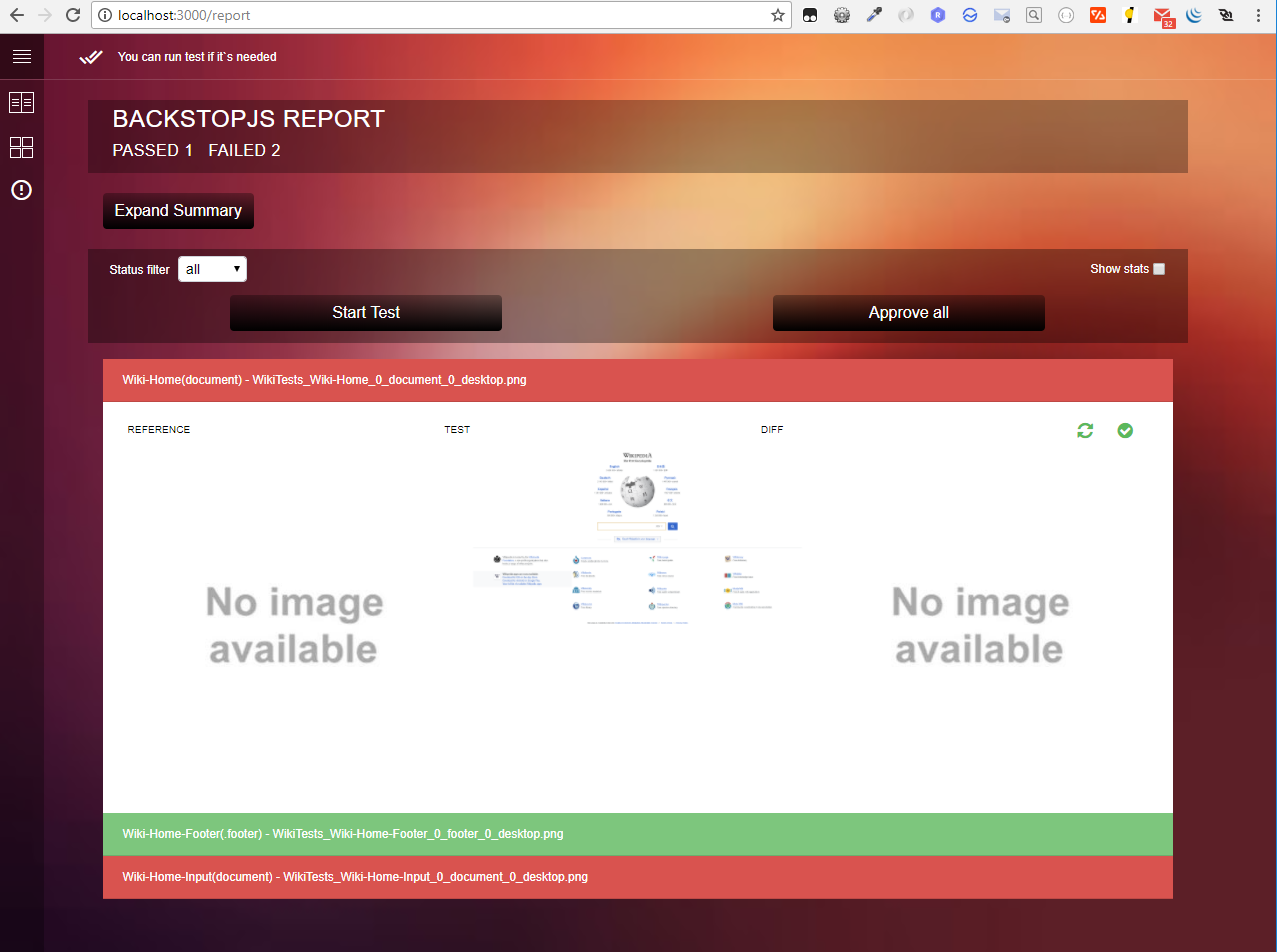 localhost:3000/report
32
You can run test if it`s needed
BACKSTOPJS REPORT
PASSED 1 FAILED 2
Expand Summary
Status filter all Show stats
Start Test Approve all
Wiki-Home(document) - WikiTests_Wiki-Home_0_document_0_desktop.png
REFERENCE TEST DIFF
WIKIPEDIA
No image
available
No image
available
Wiki-Home-Footer(.footer) - WikiTests_Wiki-Home-Footer_0_footer_0_desktop.png
Wiki-Home-Input(document) - WikiTests_Wiki-Home-Input_0_document_0_desktop.png